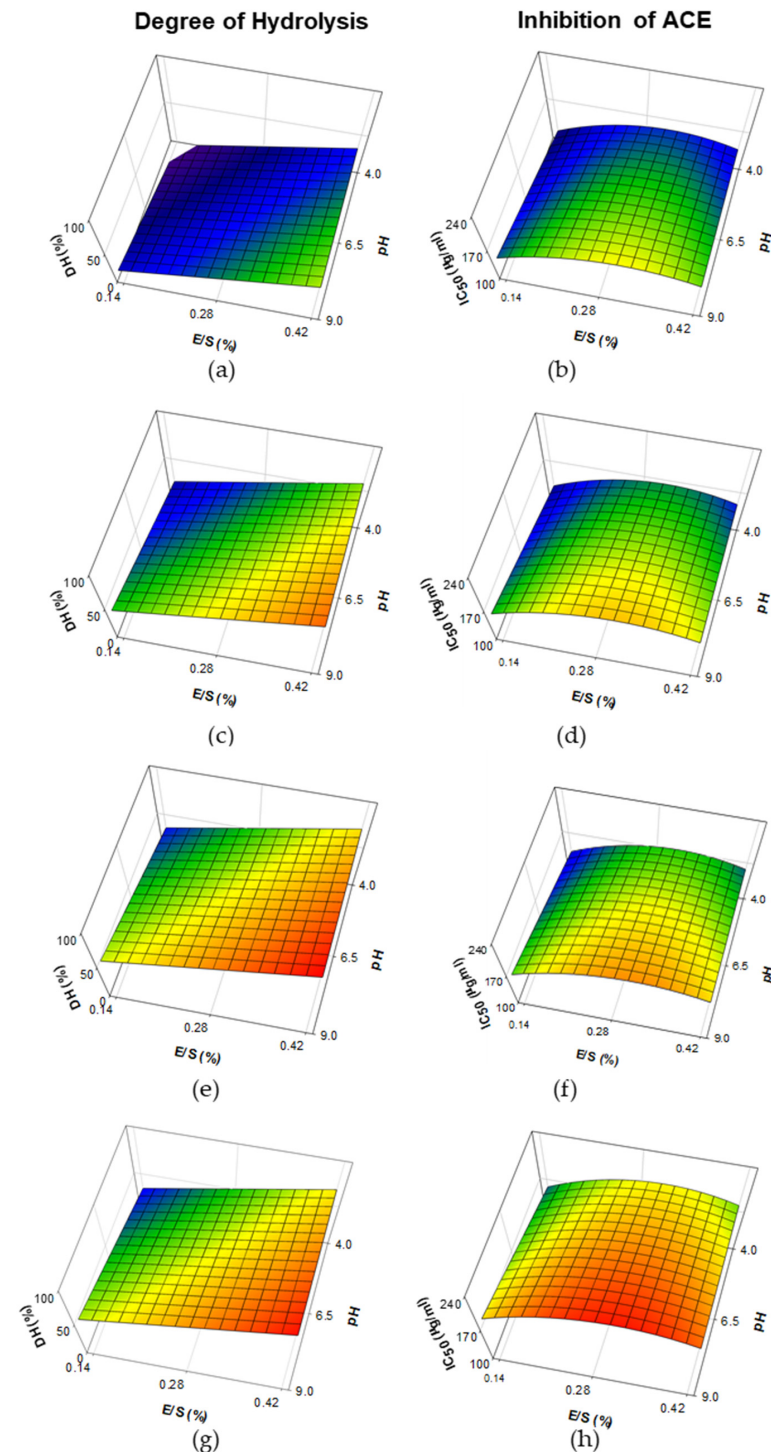 Degree of Hydrolysis
Inhibition of ACE
100
50
0
DH (%)
0.14
0.28
0.42
E/S (%)
4.0
6.5
9.0
pH
(a)
240
170
100
IC50 (µg/ml)
0.14
0.28
0.42
E/S (%)
4.0
6.5
9.0
pH
(b)
100
50
0
DH (%)
0.14
0.28
0.42
E/S (%)
4.0
6.5
9.0
pH
(c)
240
170
100
IC50 (µg/ml)
0.14
0.28
0.42
E/S (%)
4.0
6.5
9.0
pH
(d)
100
50
0
DH (%)
0.14
0.28
0.42
E/S (%)
4.0
6.5
9.0
pH
(e)
240
170
100
IC50 (µg/ml)
0.14
0.28
0.42
E/S (%)
4.0
6.5
9.0
pH
(f)
100
50
0
DH (%)
0.14
0.28
0.42
E/S (%)
4.0
6.5
9.0
pH
(g)
240
170
100
IC50 (µg/ml)
0.14
0.28
0.42
E/S (%)
4.0
6.5
9.0
pH
(h)